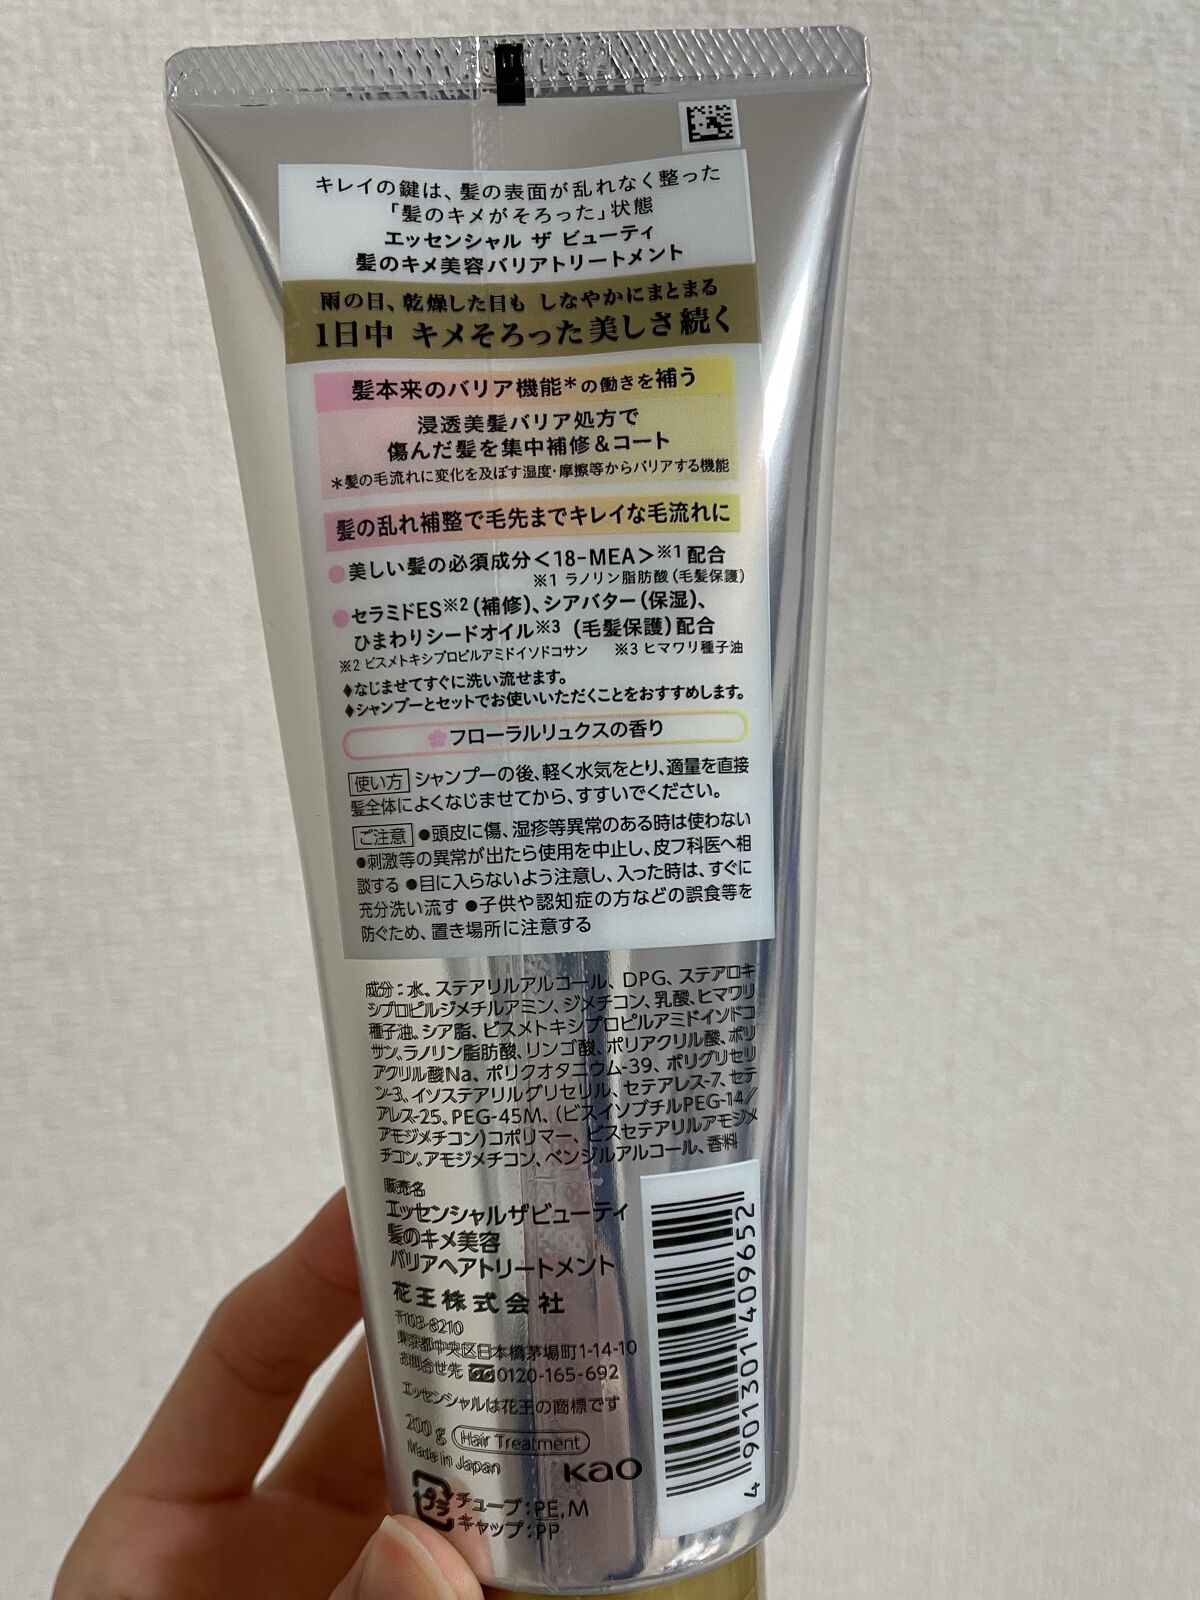 キレイの鍵は、髪の表面が乱れなく整った
「髪のキメがそろった」状態
エッセンシャル ザ ビューティ
髪のキメ美容バリアトリートメント
雨の日、乾燥した日も しなやかにまとまる
1日中 キメそろった美しさ続く
髪本来のバリア機能*の働きを補う
浸透美髪バリア処方で
傷んだ髪を集中補修&コート
*髪の毛流れに変化を及ぼす湿度・摩擦等からバリアする機能
髪の乱れ補整で毛先までキレイな毛流れに
●美しい髪の必須成分<18-MEA>※1配合
※1 ラノリン脂肪酸(毛髪保護)
●セラミドES※2(補修)、シアバター(保湿)、
ひまわりシードオイル※3(毛髪保護)配合
※2 ビスメトキシプロピルアミドイソドコサン ※3 ヒマワリ種子油
♦なじませてすぐに洗い流せます。
♦シャンプーとセットでお使いいただくことをおすすめします。
フローラルリュクスの香り
使い方 シャンプーの後、軽く水気をとり、適量を直接
髪全体によくなじませてから、すすいでください。
ご注意 ●頭皮に傷、湿疹等異常のある時は使わない
●刺激等の異常が出たら使用を中止し、皮フ科医へ相
談する ●目に入らないよう注意し、入った時は、すぐに
充分洗い流す ●子供や認知症の方などの誤食等を
防ぐため、置き場所に注意する
成分：水、ステアリルアルコール、DPG、ステアロキ
シプロピルジメチルアミン、ジメチコン、乳酸、ヒマワリ
種子油、シア脂、ビスメトキシプロピルアミドイソドコ
サン、ラノリン脂肪酸、リンゴ酸、ポリアクリル酸、ポリ
アクリル酸Na、ポリクオタニウム-39、ポリグリセリ
ン-3、イソステアリルグリセリル、セテアレス-7、セテ
アレス-25、PEG-45M、(ビスイソブチルPEG-14/
アモジメチコン)コポリマー、ビスセテアリルアモジメ
チコン、アモジメチコン、ベンジルアルコール、香料
販売名
エッセンシャルザビューティ
髪のキメ美容
バリアヘアトリートメント
花王株式会社
〒103-8210
東京都中央区日本橋茅場町1-14-10
お問合せ先 0120-165-692
エッセンシャルは花王の商標です
200g Hair Treatment
Made in Japan
Kao
プラ チューブ:PE,M
キャップ:PP
4 901301 409652